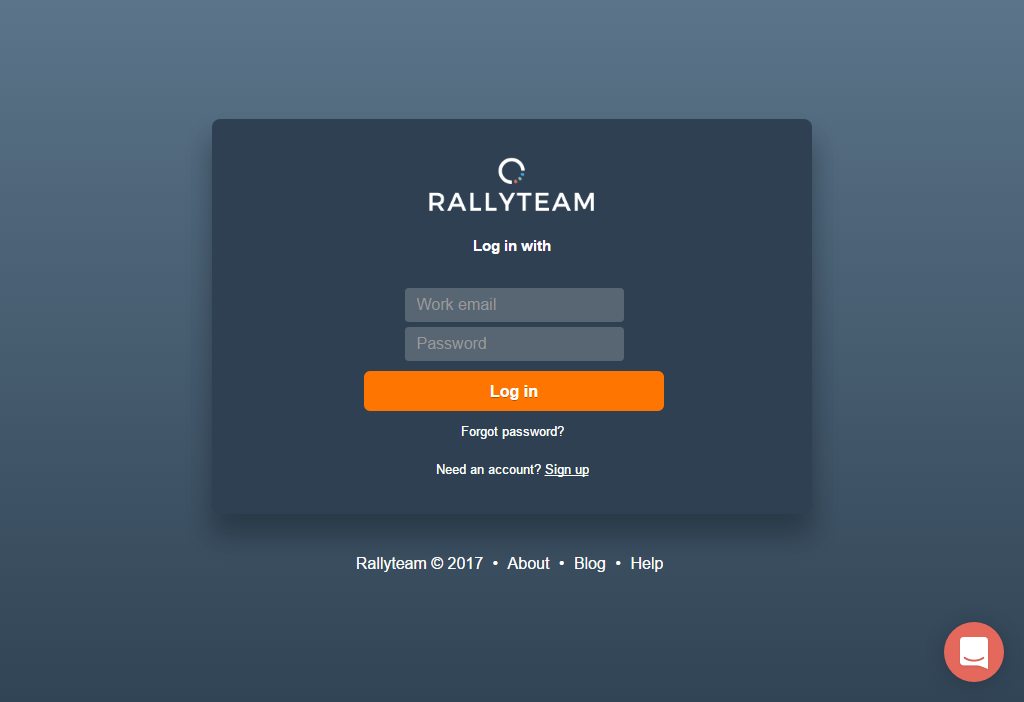 RALLYTEAM
Log in with
Work email
Password
Log in
Forgot password?
Need an account? Sign up
Rallyteam © 2017 • About • Blog • Help